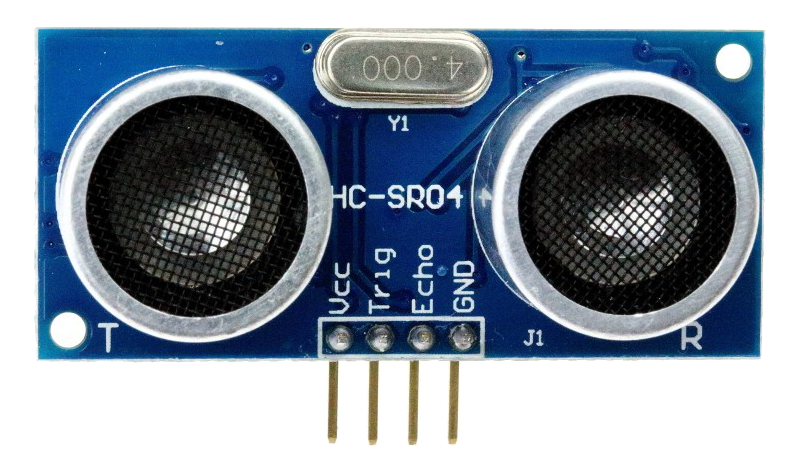 4.000
Y1
HC-SR04 +
Vcc
Trig
Echo
GND
T
J1
R